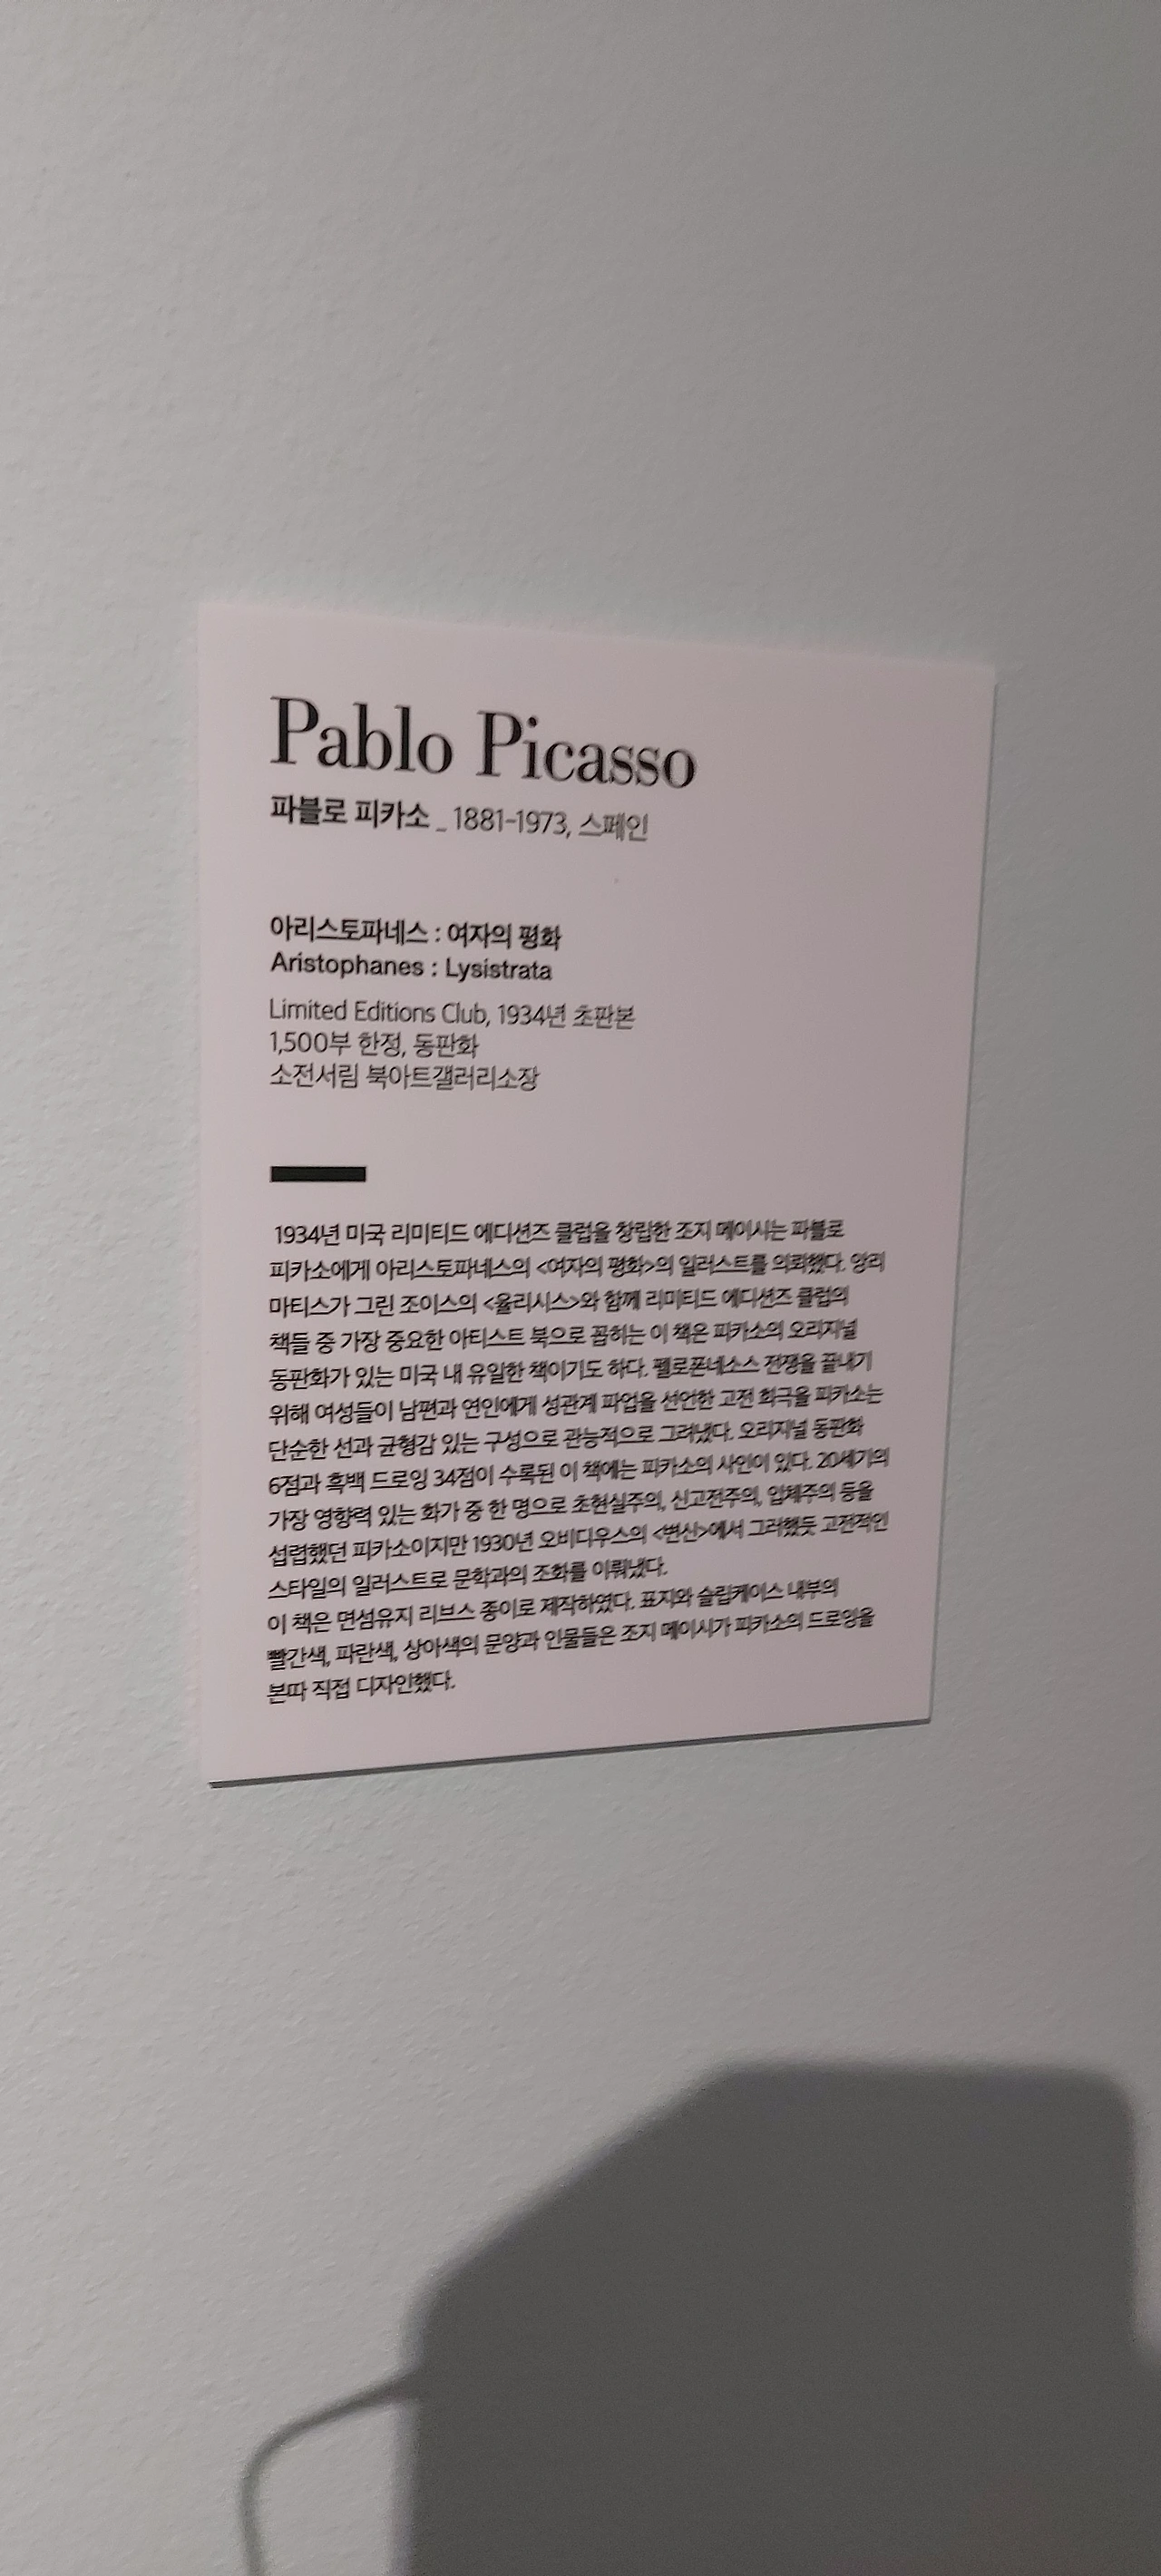 Pablo Picasso
파블로 피카소 _ 1881-1973, 스페인
아리스토파네스 : 여자의 평화
Aristophanes : Lysistrata
Limited Editions Club, 1934년 초판본
1,500부 한정, 동판화
소전서림 북아트갤러리소장
1934년 미국 리미티드 에디션즈 클럽을 창립한 조지 메이시는 파블로
피카소에게 아리스토파네스의 <여자의 평화>의 일러스트를 의뢰했다. 앙리
마티스가 그린 조이스의 <율리시스>와 함께 리미티드 에디션즈 클럽의
책들 중 가장 중요한 아티스트 북으로 꼽히는 이 책은 피카소의 오리지널
동판화가 있는 미국 내 유일한 책이기도 하다. 펠로폰네소스 전쟁을 끝내기
위해 여성들이 남편과 연인에게 성관계 파업을 선언한 고전 희극을 피카소는
단순한 선과 균형감 있는 구성으로 관능적으로 그려냈다. 오리지널 동판화
6점과 흑백 드로잉 34점이 수록된 이 책에는 피카소의 사인이 있다. 20세기의
가장 영향력 있는 화가 중 한 명으로 초현실주의, 신고전주의, 입체주의 등을
섭렵했던 피카소이지만 1930년 오비디우스의 <변신>에서 그러했듯 고전적인
스타일의 일러스트로 문학과의 조화를 이뤄냈다.
이 책은 면섬유지 리브스 종이로 제작하였다. 표지와 슬립케이스 내부의
빨간색, 파란색, 상아색의 문양과 인물들은 조지 메이시가 피카소의 드로잉을
본따 직접 디자인했다.